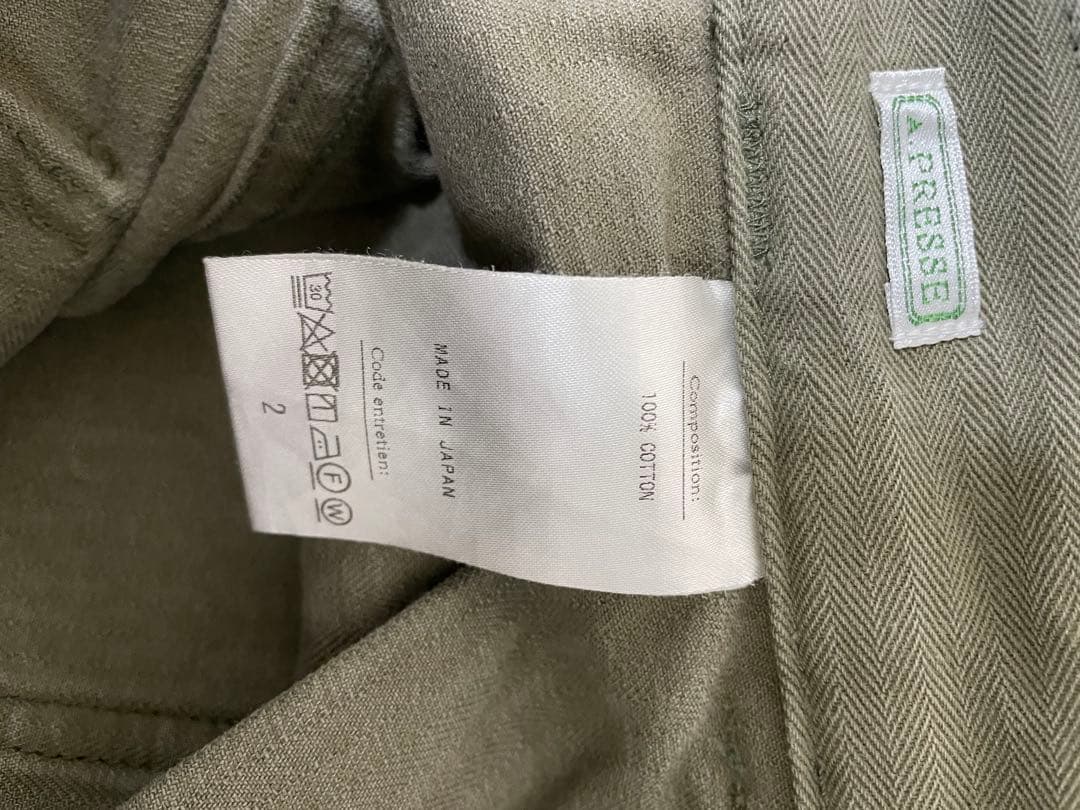 A.PRESSE
Composition:
100% COTTON
MADE IN JAPAN
Code entretien:
30 F W
2